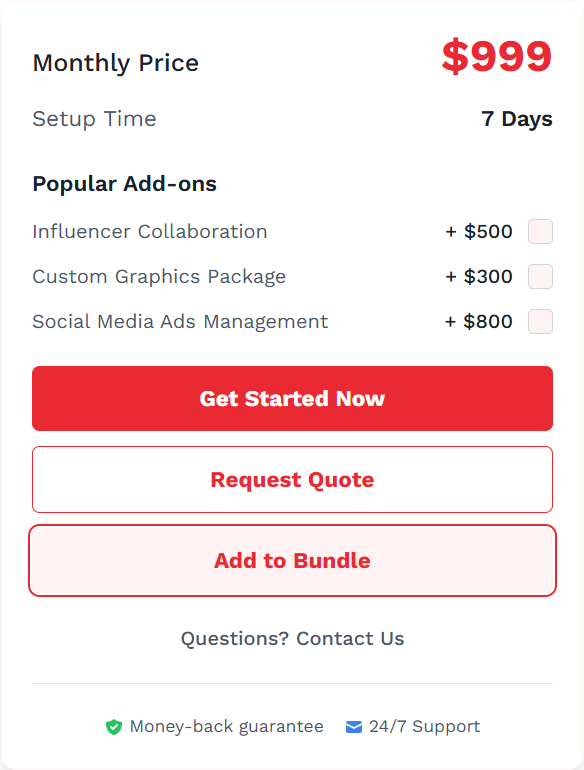 Monthly Price $999
Setup Time 7 Days
Popular Add-ons
Influencer Collaboration + $500
Custom Graphics Package + $300
Social Media Ads Management + $800
Get Started Now
Request Quote
Add to Bundle
Questions? Contact Us
Money-back guarantee 24/7 Support